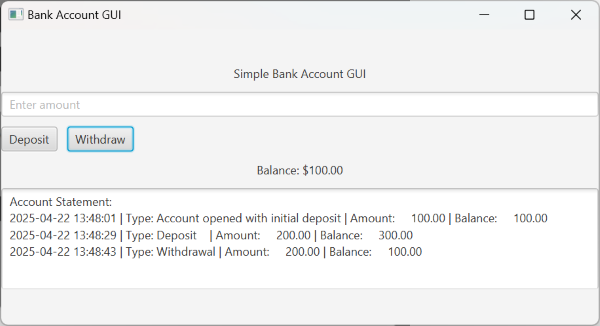 Bank Account GUI
Simple Bank Account GUI
Enter amount
Deposit
Withdraw
Balance: $100.00
Account Statement:
2025-04-22 13:48:01 | Type: Account opened with initial deposit | Amount:     100.00 | Balance:     100.00
2025-04-22 13:48:29 | Type: Deposit    | Amount:     200.00 | Balance:     300.00
2025-04-22 13:48:43 | Type: Withdrawal | Amount:     200.00 | Balance:     100.00